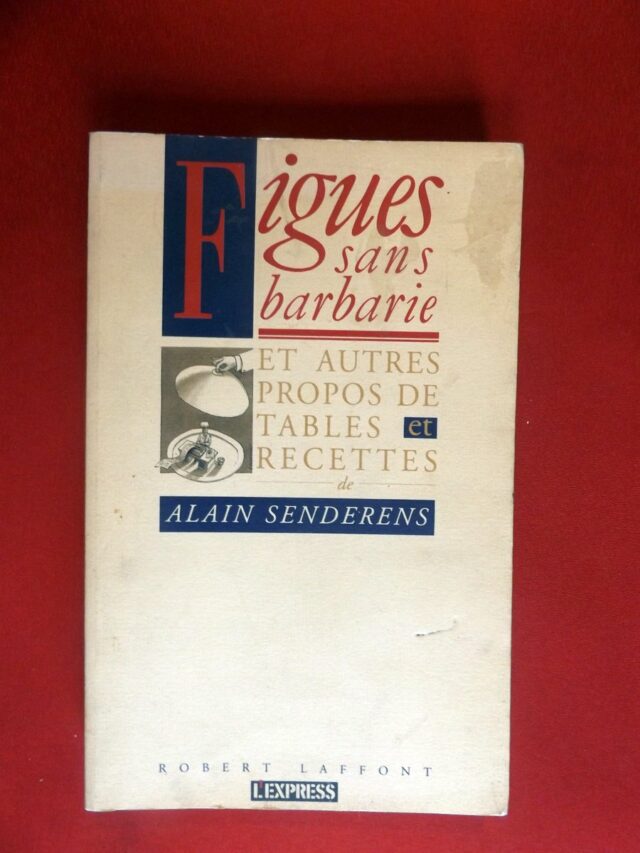 Figues
sans
barbarie
ET AUTRES
PROPOS DE
TABLES et
RECETTES
de
ALAIN SENDERENS
ROBERT LAFFONT
L'EXPRESS